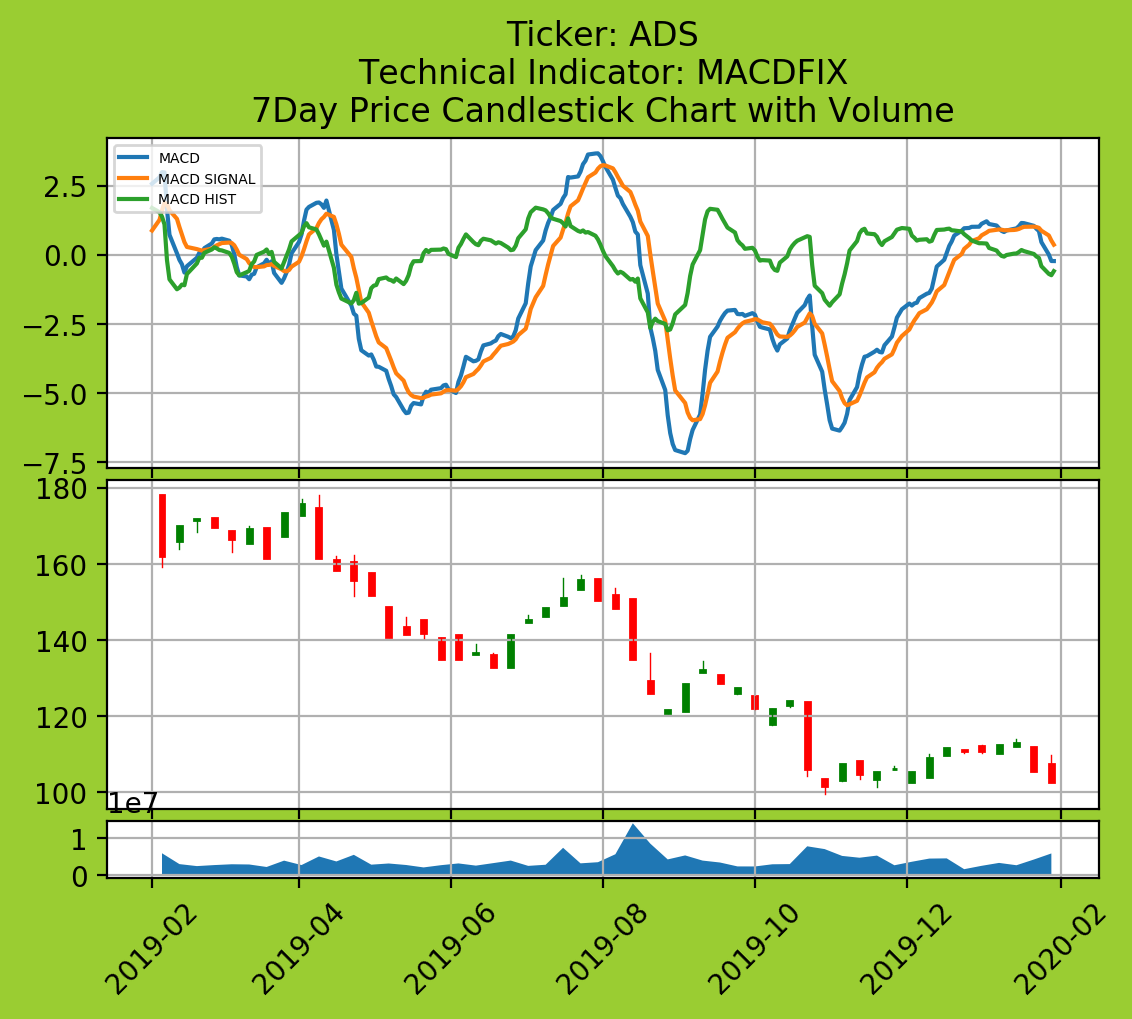 Ticker: ADS
Technical Indicator: MACDFIX
7Day Price Candlestick Chart with Volume
MACD
MACD SIGNAL
MACD HIST
2.5
0.0
−2.5
−5.0
−7.5
180
160
140
120
100
1e7
1
0
2019-02
2019-04
2019-06
2019-08
2019-10
2019-12
2020-02